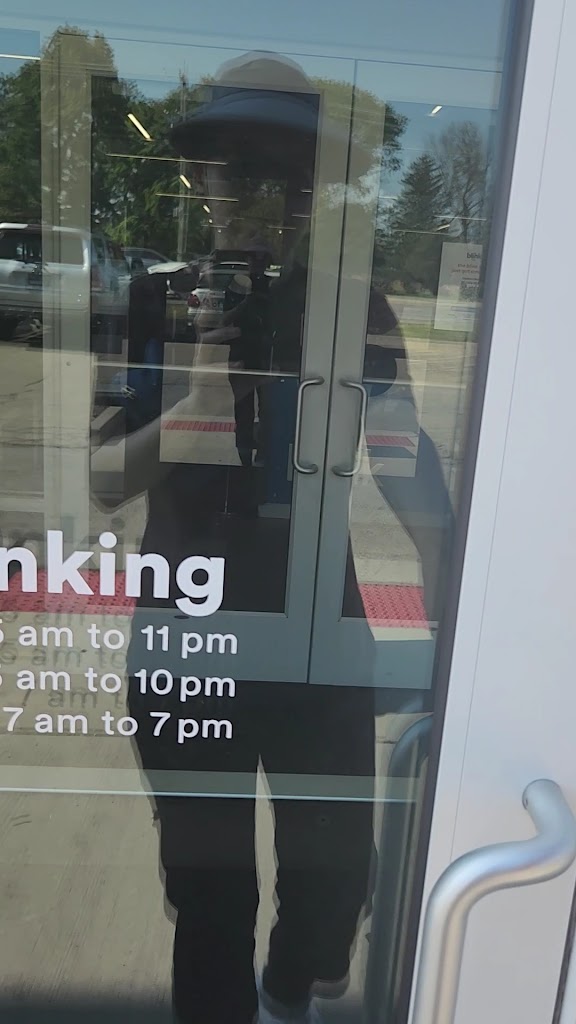 nking
am to 11 pm
am to 10 pm
7 am to 7 pm